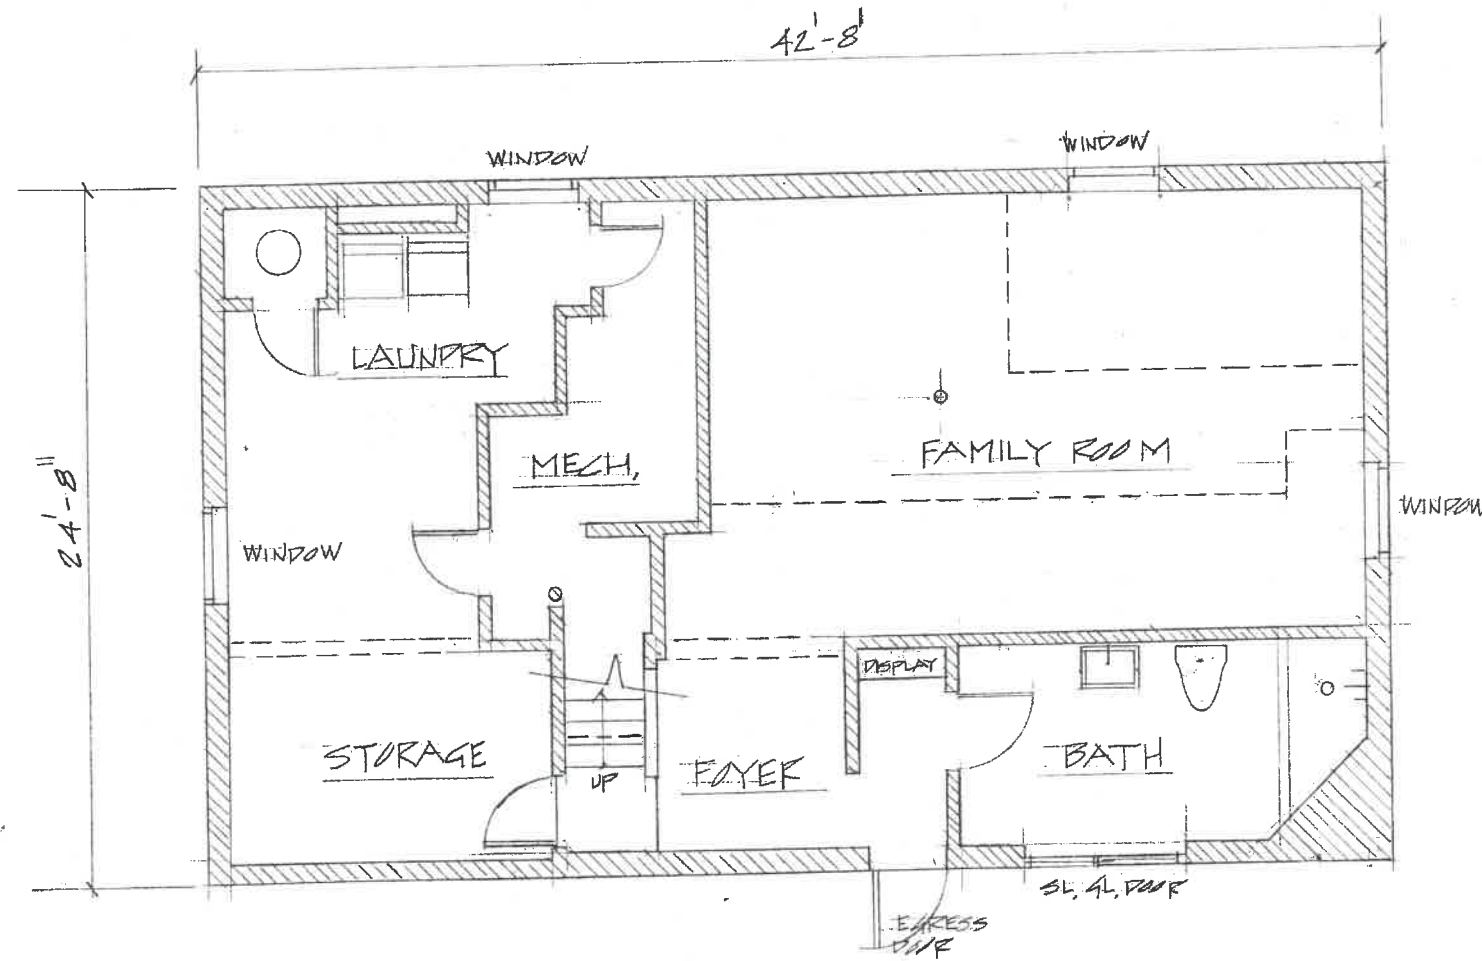 42'-8"
WINDOW
WINDOW
LAUNDRY
MECH,
FAMILY ROOM
24'-8"
WINDOW
WINDOW
DISPLAY
STORAGE
UP
FOYER
BATH
SL. GL. DOOR
EGRESS
DOOR